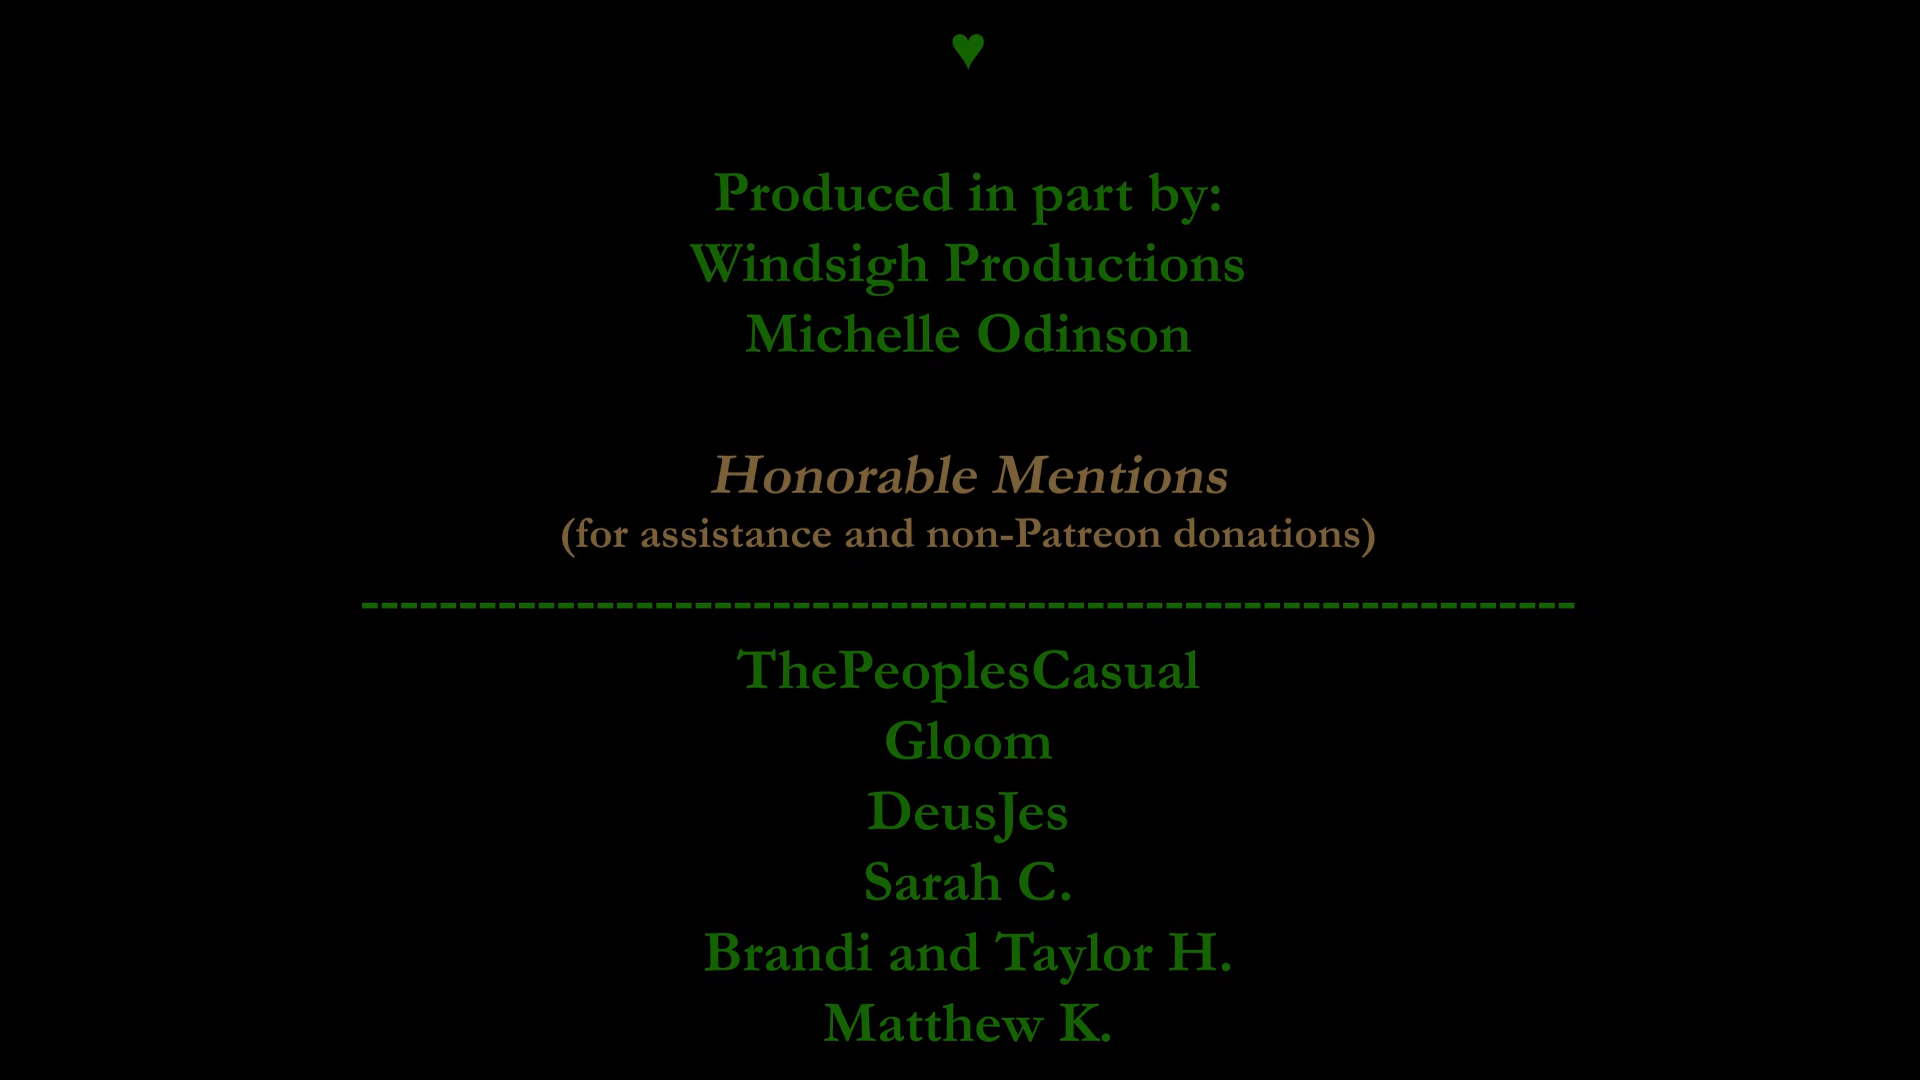 ♥
Produced in part by:
Windsigh Productions
Michelle Odinson
Honorable Mentions
(for assistance and non-Patreon donations)
--------------------------------------------------------------
ThePeoplesCasual
Gloom
DeusJes
Sarah C.
Brandi and Taylor H.
Matthew K.